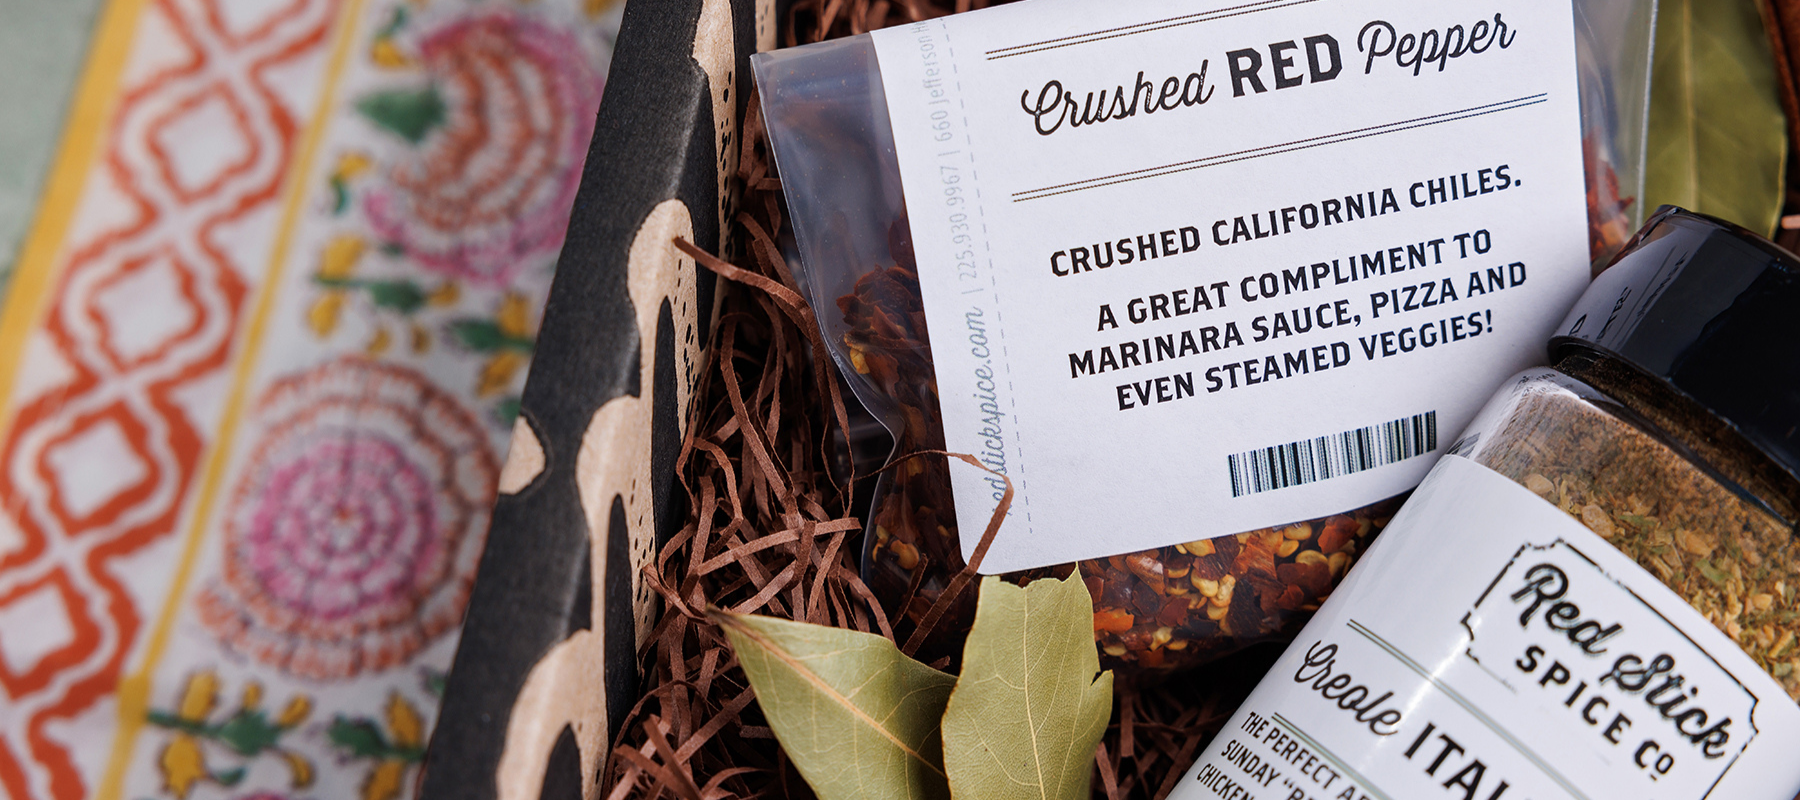 Crushed RED Pepper
CRUSHED CALIFORNIA CHILES.
A GREAT COMPLIMENT TO
MARINARA SAUCE, PIZZA AND
EVEN STEAMED VEGGIES!
redstickspice.com | 225.930.9967 | 660 Jefferson
Red Stick
SPICE CO
Creole
THE PERFECT
SUNDAY
CHICKEN